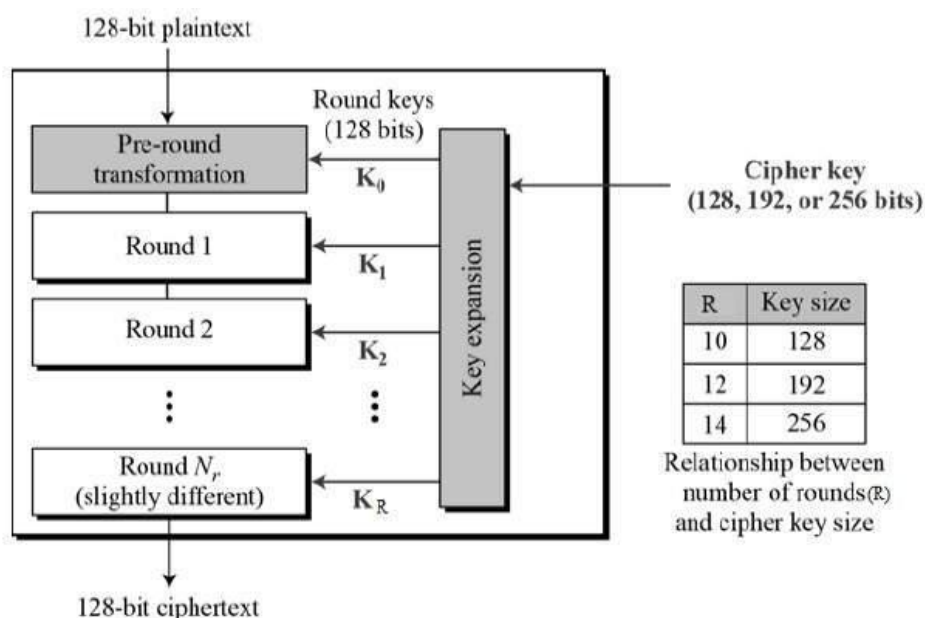 128-bit plaintext
Round keys
(128 bits)
Pre-round
transformation
K₀
Cipher key
(128, 192, or 256 bits)
Round 1
K₁
Round 2
K₂
Key expansion
Round Nᵣ
(slightly different)
K R
128-bit ciphertext
R Key size
10 128
12 192
14 256
Relationship between
number of rounds(R)
and cipher key size